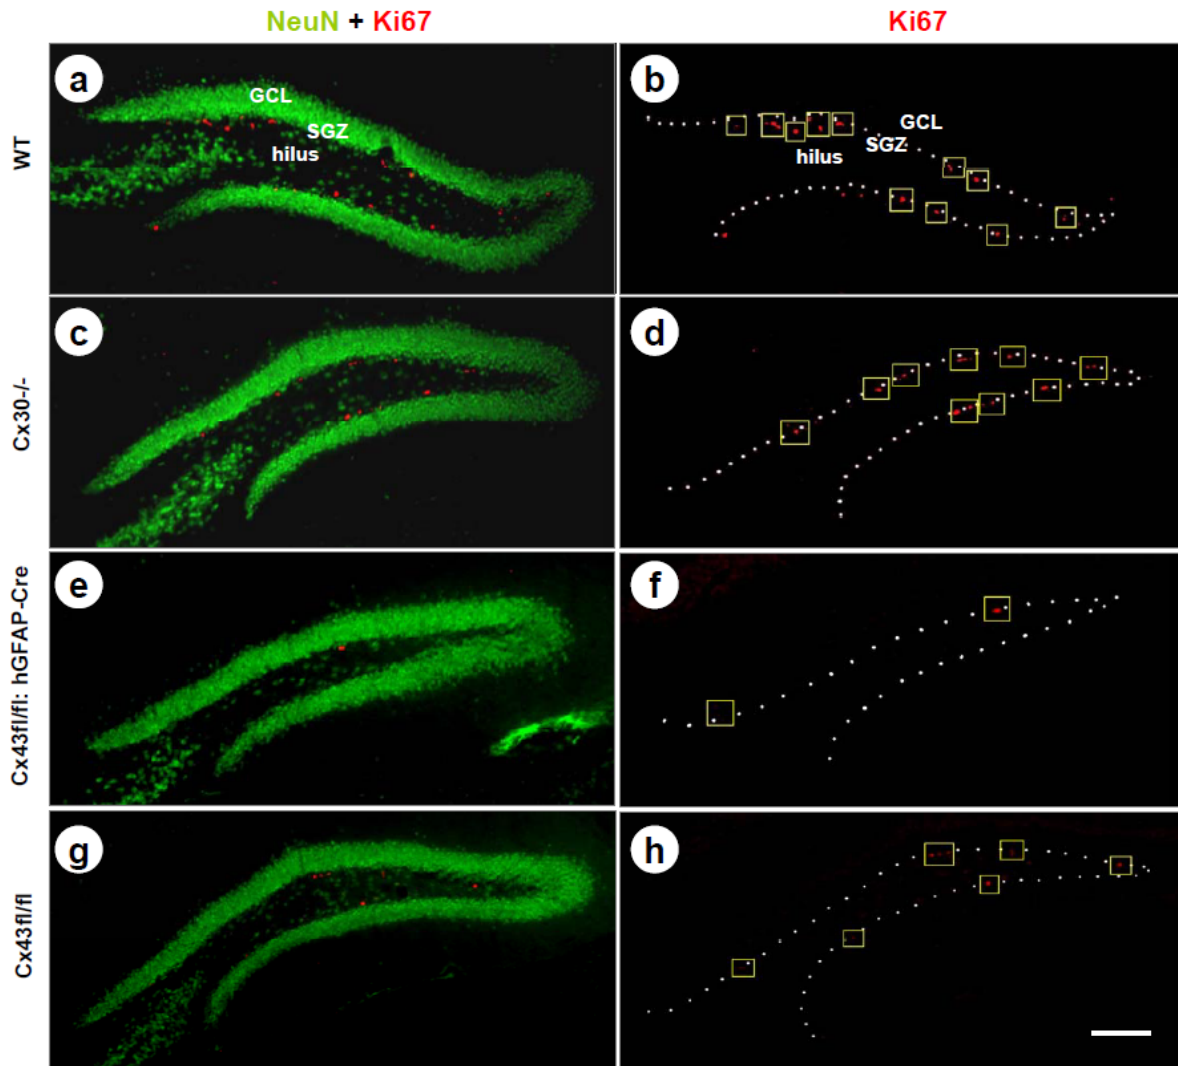 NeuN + Ki67
Ki67
WT
a
GCL
SGZ
hilus
b
GCL
SGZ
hilus
Cx30-/-
c
d
Cx43fl/fl: hGFAP-Cre
e
f
Cx43fl/fl
g
h